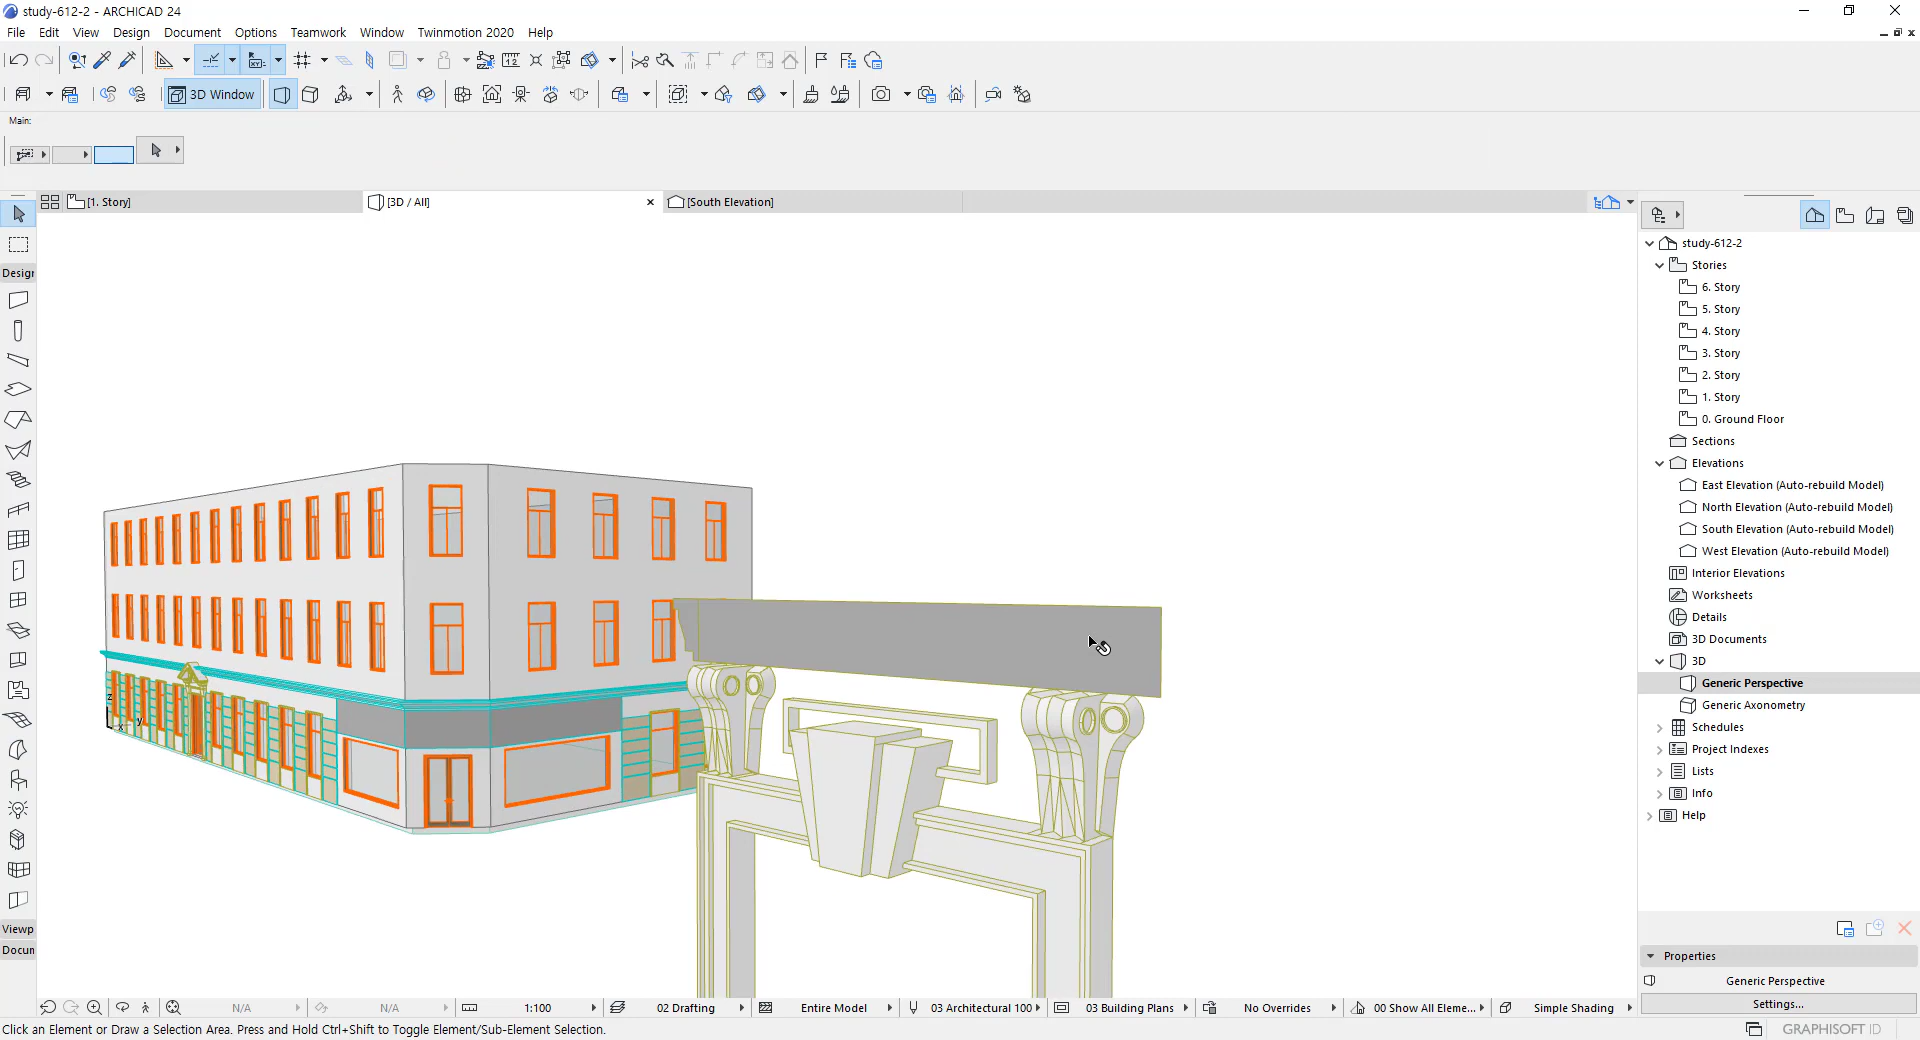 study-612-2 - ARCHICAD 24
File Edit View Design Document Options Teamwork Window Twinmotion 2020 Help
3D Window
Main:
[1. Story]
[3D / All]
[South Elevation]
Desigr
Viewp
Docun
z
y
x
study-612-2
Stories
6. Story
5. Story
4. Story
3. Story
2. Story
1. Story
0. Ground Floor
Sections
Elevations
East Elevation (Auto-rebuild Model)
North Elevation (Auto-rebuild Model)
South Elevation (Auto-rebuild Model)
West Elevation (Auto-rebuild Model)
Interior Elevations
Worksheets
Details
3D Documents
3D
Generic Perspective
Generic Axonometry
Schedules
Project Indexes
Lists
Info
Help
Properties
Generic Perspective
Settings...
N/A N/A 1:100 02 Drafting Entire Model 03 Architectural 100 03 Building Plans No Overrides 00 Show All Eleme... Simple Shading
Click an Element or Draw a Selection Area. Press and Hold Ctrl+Shift to Toggle Element/Sub-Element Selection.
GRAPHISOFT ID